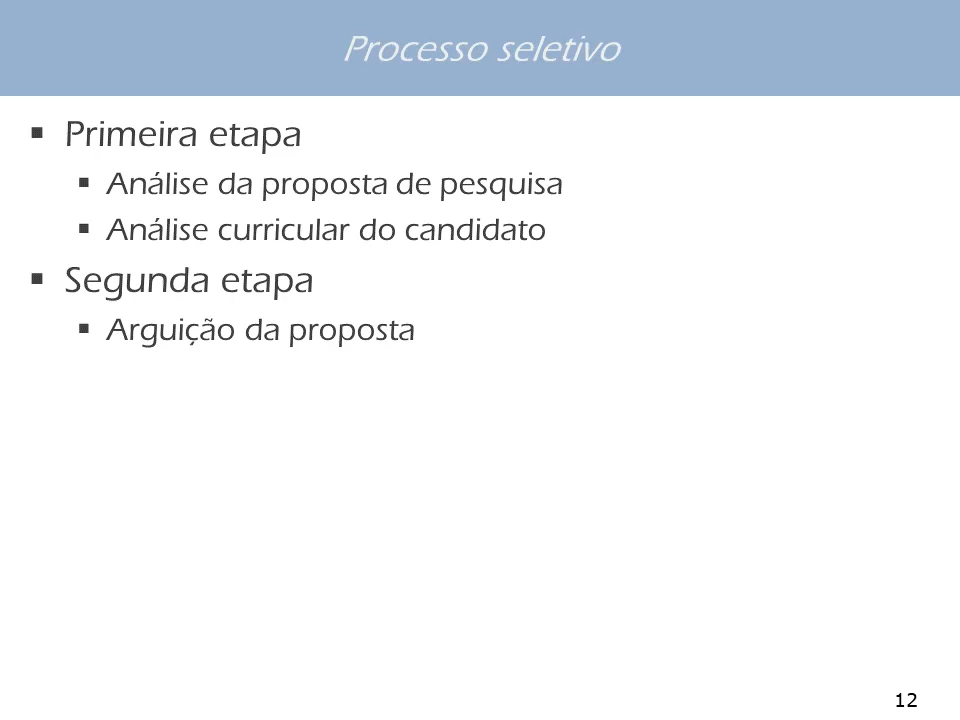 Processo seletivo
▪ Primeira etapa
▪ Análise da proposta de pesquisa
▪ Análise curricular do candidato
▪ Segunda etapa
▪ Arguição da proposta
12